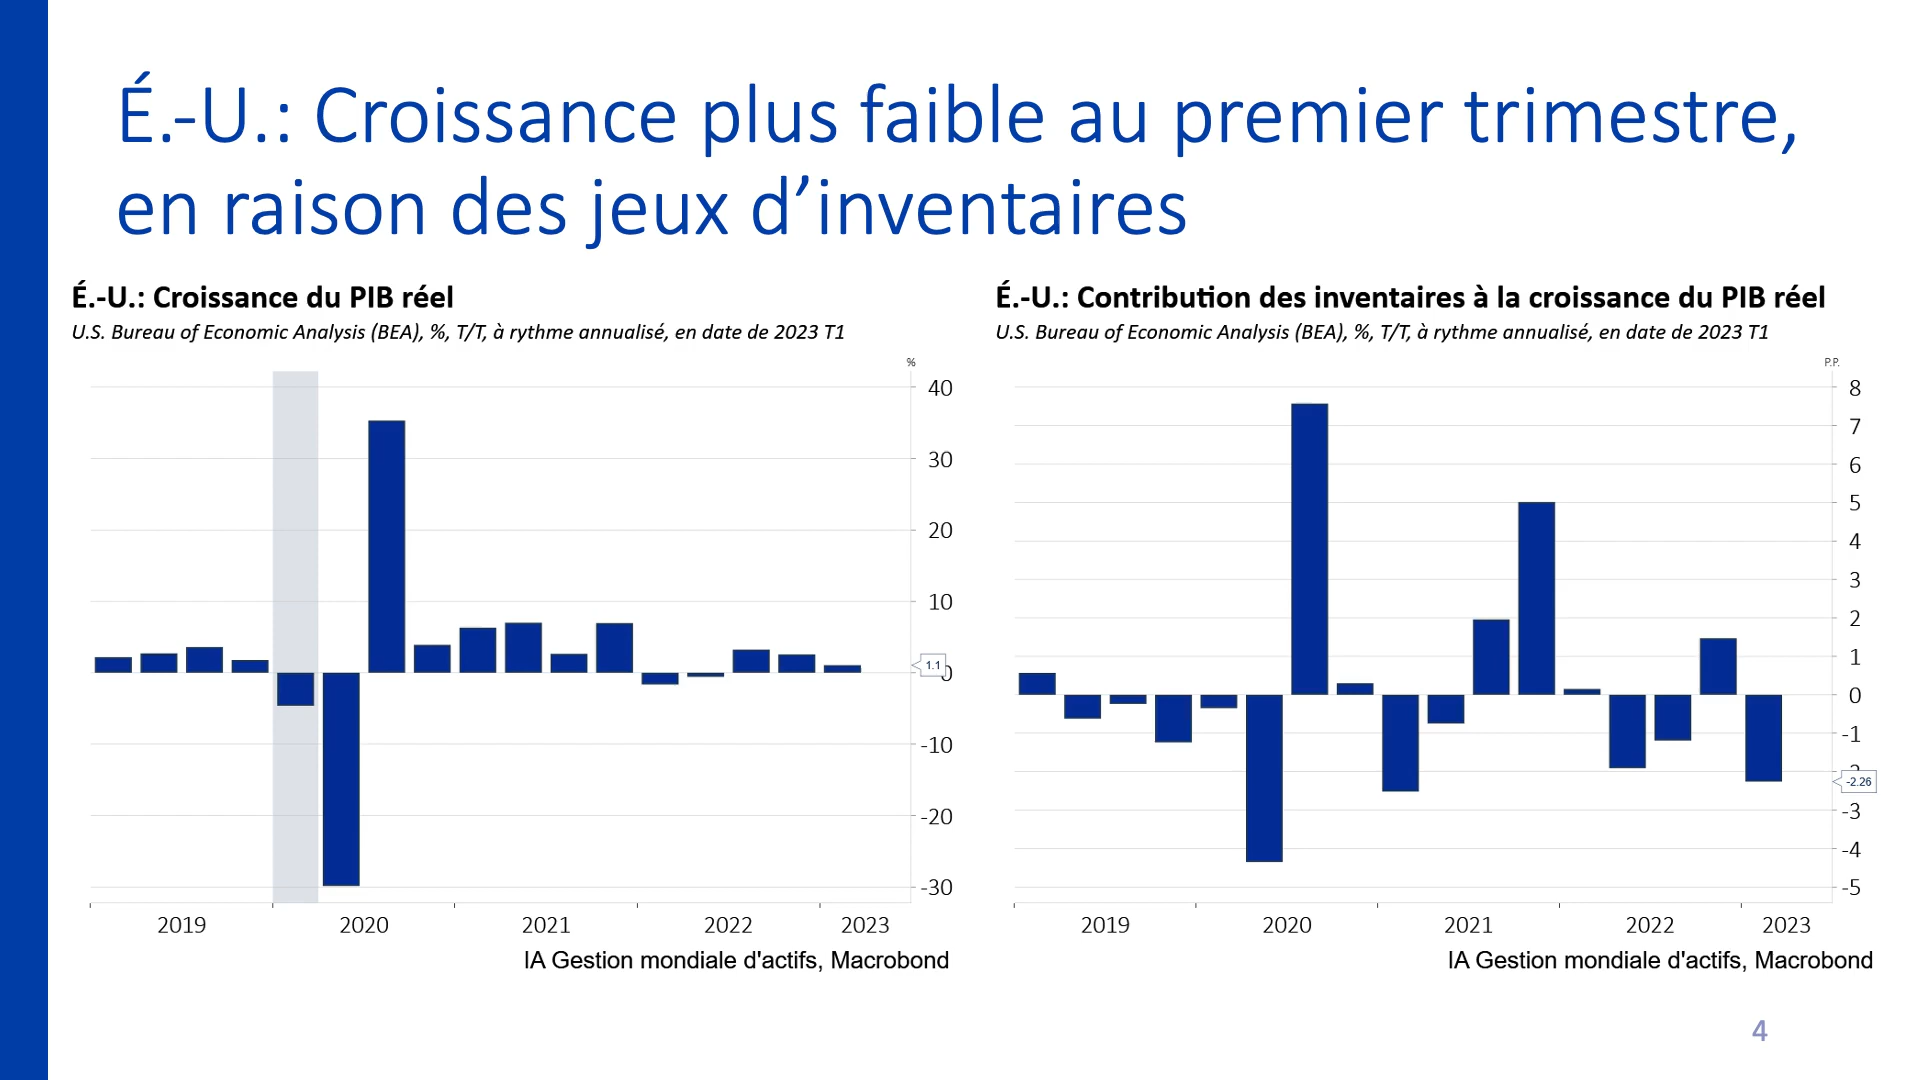 É.-U.: Croissance plus faible au premier trimestre,
en raison des jeux d’inventaires
É.-U.: Croissance du PIB réel
U.S. Bureau of Economic Analysis (BEA), %, T/T, à rythme annualisé, en date de 2023 T1
%
40
30
20
10
1.1
0
-10
-20
-30
2019 2020 2021 2022 2023
IA Gestion mondiale d'actifs, Macrobond
É.-U.: Contribution des inventaires à la croissance du PIB réel
U.S. Bureau of Economic Analysis (BEA), %, T/T, à rythme annualisé, en date de 2023 T1
P.P.
8
7
6
5
4
3
2
1
0
-1
-2.26
-3
-4
-5
2019 2020 2021 2022 2023
IA Gestion mondiale d'actifs, Macrobond
4